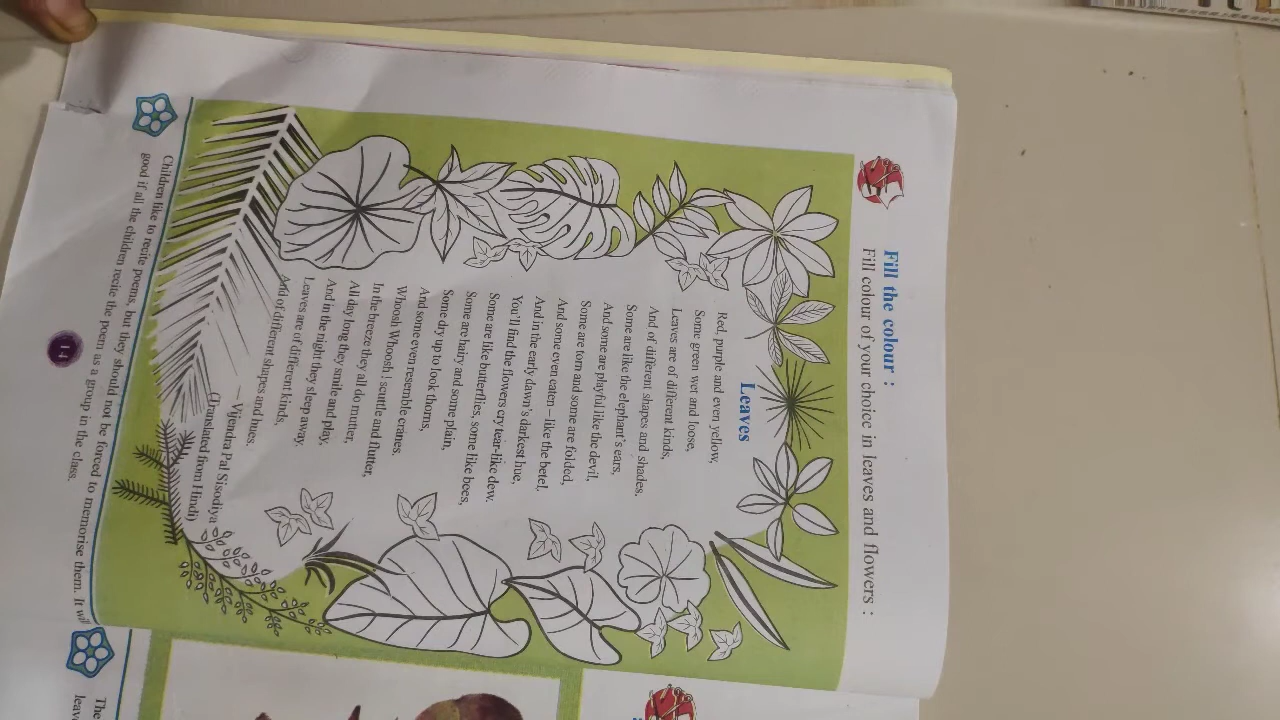 Fill the colour :
Fill colour of your choice in leaves and flowers :
Leaves
Red, purple and even yellow,
Some green wet and loose,
Leaves are of different kinds,
And of different shapes and shades.
Some are like the elephant's ears,
And some are playful like the devil,
Some are torn and some are folded,
And some even eaten – like the betel,
And in the early dawn's darkest hue,
You'll find the flowers cry tear-like dew.
Some are like butterflies, some like bees,
Some are hairy and some plain,
Some dry up to look thorns,
And some even resemble cranes.
Whoosh Whoosh ; scuttle and flutter,
In the breeze they all do mutter,
All day long they smile and play,
And in the night they sleep away.
Leaves are of different kinds,
And of different shapes and hues.
—Vijendra Pal Sisodiya
(Translated from Hindi)
Children like to recite poems, but they should not be forced to memorise them. It will
good if all the children recite the poem as a group in the class.
14
The
leave